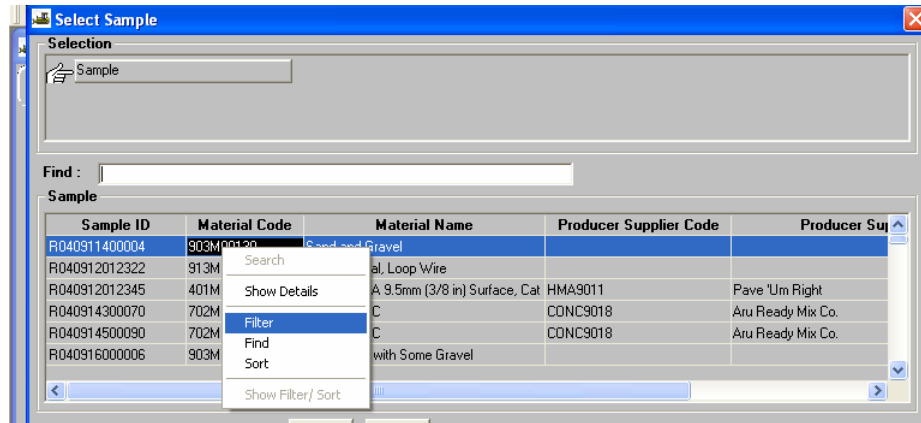 Select Sample
Selection
Sample
Find :
Sample
Sample ID Material Code Material Name Producer Supplier Code Producer Sup
R040911400004 903M00130 Sand and Gravel
R040912012322 913M al, Loop Wire
R040912012345 401M A 9.5mm (3/8 in) Surface, Cat HMA9011 Pave 'Um Right
R040914300070 702M C CONC9018 Aru Ready Mix Co.
R040914500090 702M C CONC9018 Aru Ready Mix Co.
R040916000006 903M with Some Gravel
Search
Show Details
Filter
Find
Sort
Show Filter/ Sort